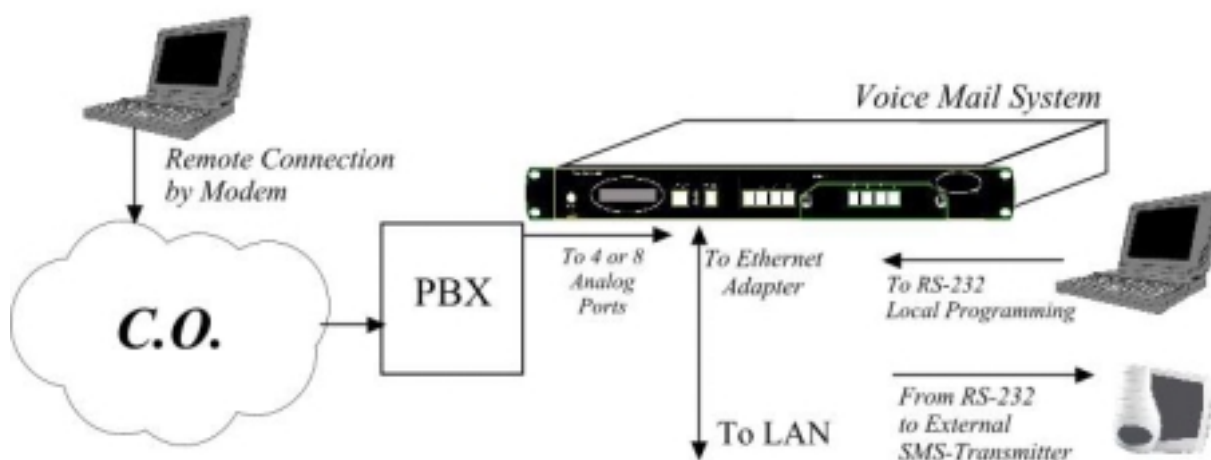 Voice Mail System
Remote Connection
by Modem
C.O.
PBX
To 4 or 8
Analog
Ports
To Ethernet
Adapter
To RS-232
Local Programming
To LAN
From RS-232
to External
SMS-Transmitter